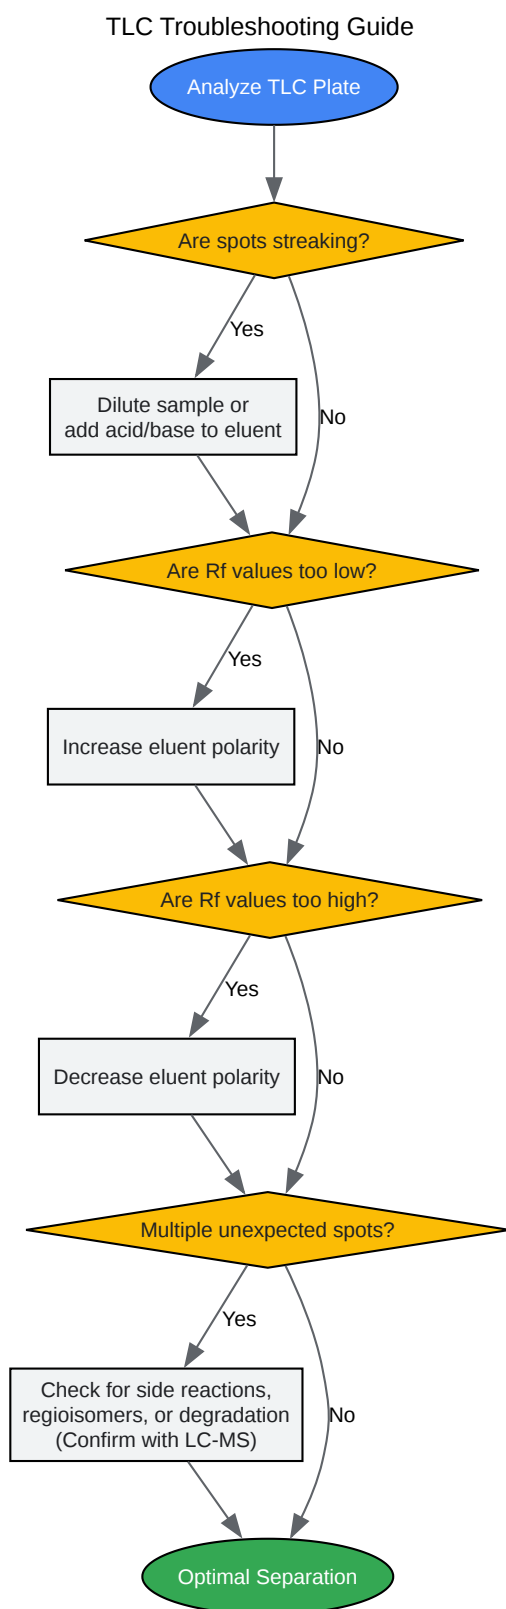 TLC Troubleshooting Guide
Analyze TLC Plate
Are spots streaking?
Yes
Dilute sample or
add acid/base to eluent
No
Are Rf values too low?
Yes
Increase eluent polarity
No
Are Rf values too high?
Yes
Decrease eluent polarity
No
Multiple unexpected spots?
Yes
Check for side reactions,
regioisomers, or degradation
(Confirm with LC-MS)
No
Optimal Separation